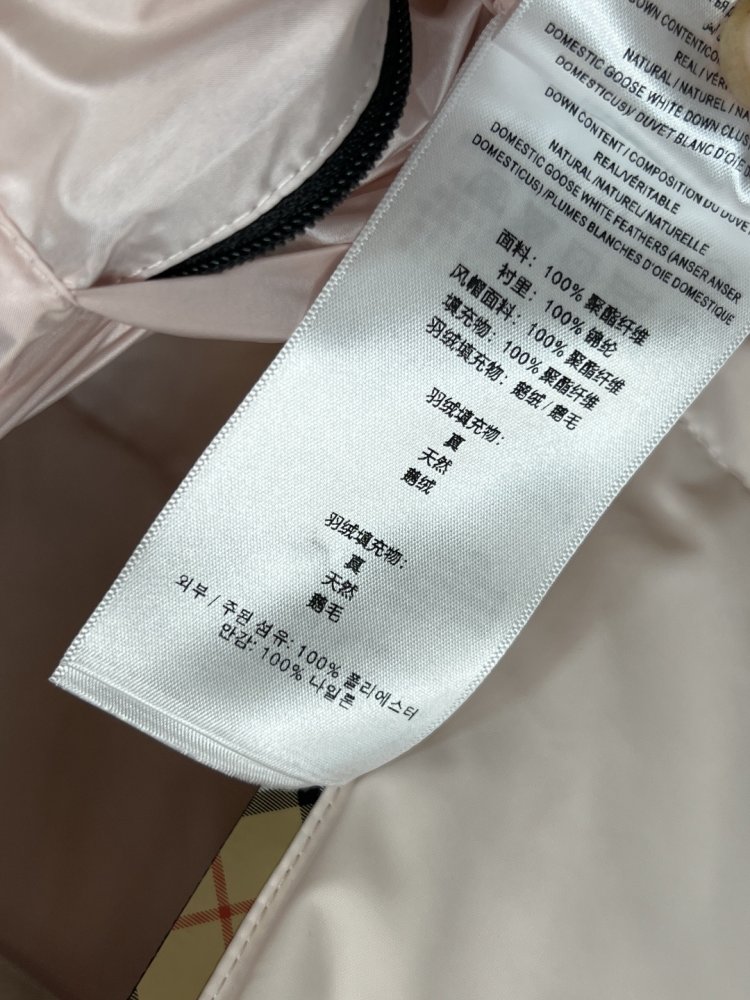 DOWN CONTENT/CO
REAL/VÉR
NATURAL/NATUREL/NA
DOMESTIC GOOSE WHITE DOWN CLUS
DOMESTICUS)/ DUVET BLANC D'OIE D
DOWN CONTENT / COMPOSITION DU DUVET
REAL/VÉRITABLE
NATURAL /NATUREL/ NATURELLE
DOMESTIC GOOSE WHITE FEATHERS (ANSER ANSER
DOMESTICUS) /PLUMES BLANCHES D'OIE DOMESTIQUE
面料：100% 聚酯纤维
衬里：100% 锦纶
风帽面料：100% 聚酯纤维
填充物：100% 聚酯纤维
羽绒填充物：鹅绒 / 鹅毛
羽绒填充物：
真
天然
鹅绒
羽绒填充物：
真
天然
鹅毛
외부 / 주된 섬유: 100% 폴리에스터
안감: 100% 나일론